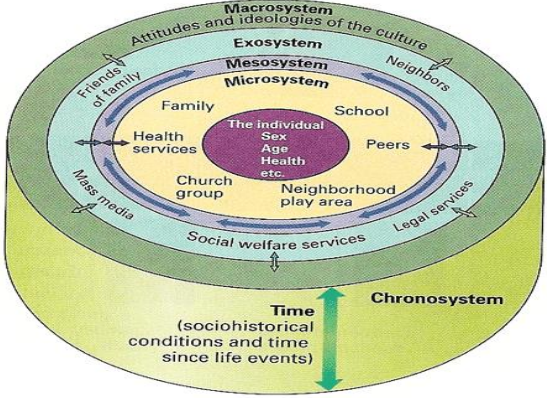 Macrosystem
Attitudes and ideologies of the culture
Exosystem
Mesosystem
Microsystem
Friends
of family
Neighbors
Family
School
Health
services
Peers
The individual
Sex
Age
Health
etc.
Church
group
Neighborhood
play area
Mass media
Legal services
Social welfare services
Time
(sociohistorical
conditions and time
since life events)
Chronosystem